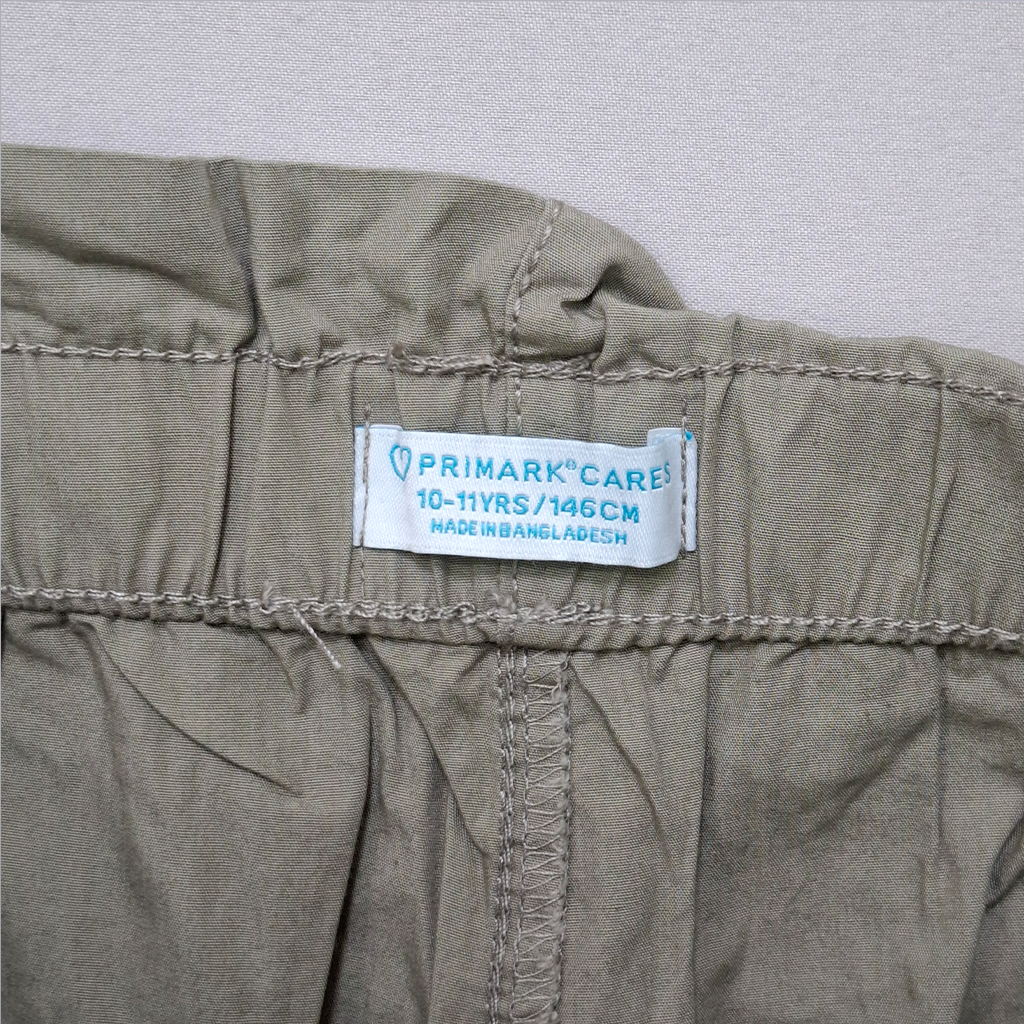 PRIMARK® CARES
10-11YRS/146CM
MADE IN BANGLADESH